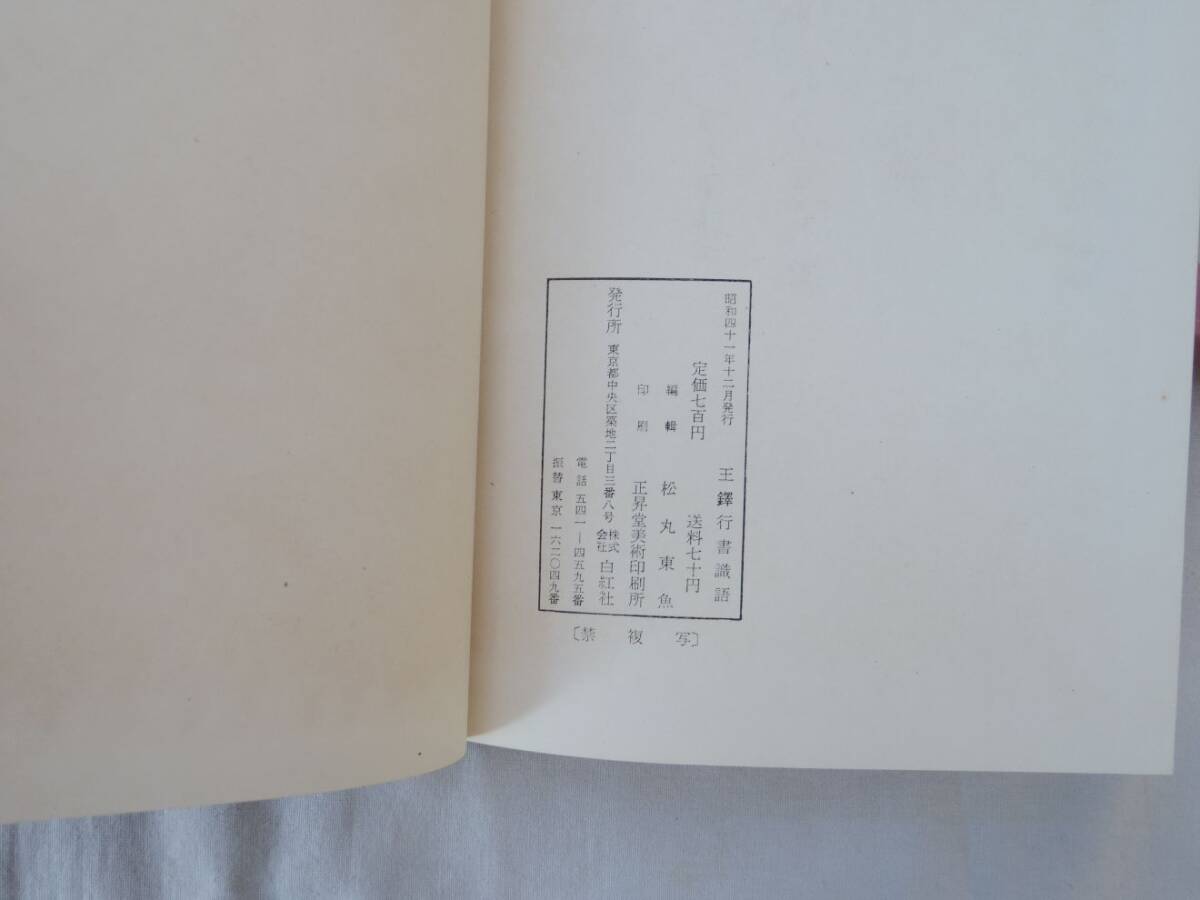 昭和四十一年十二月発行
王鐸行書識語
定価七百円 送料七十円
編輯 松丸東魚
印刷 正昇堂美術印刷所
発行所 東京都中央区築地二丁目三番八号 株式会社 白紅社
電話 五四一―四五九五番
振替 東京 一六二〇四九番
〔禁複写〕